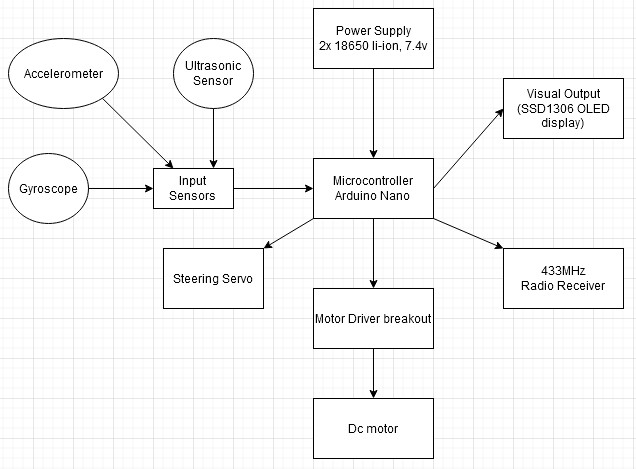 Power Supply
2x 18650 li-ion, 7.4v
Accelerometer
Ultrasonic
Sensor
Visual Output
(SSD1306 OLED
display)
Gyroscope
Input
Sensors
Microcontroller
Arduino Nano
Steering Servo
433MHz
Radio Receiver
Motor Driver breakout
Dc motor